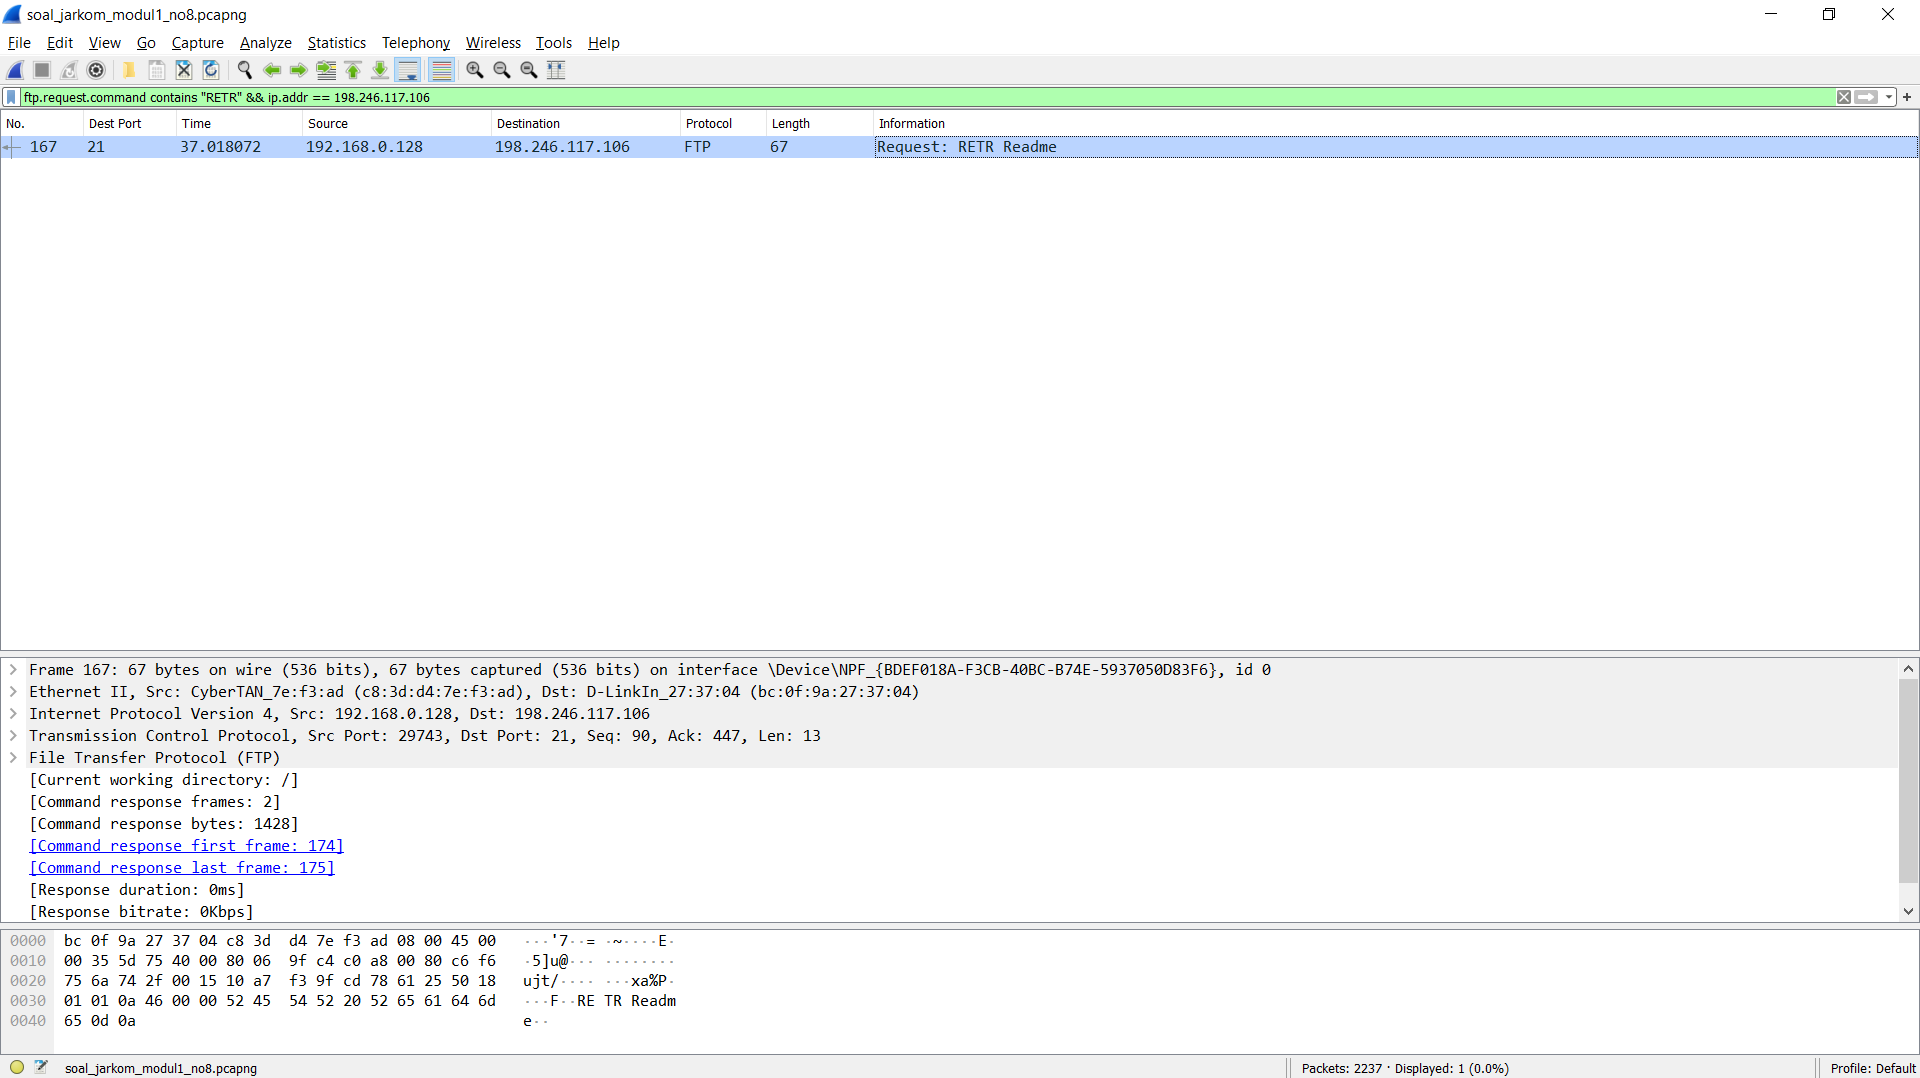 soal_jarkom_modul1_no8.pcapng
File Edit View Go Capture Analyze Statistics Telephony Wireless Tools Help
ftp.request.command contains "RETR" && ip.addr == 198.246.117.106
No. Dest Port Time Source Destination Protocol Length Information
167 21 37.018072 192.168.0.128 198.246.117.106 FTP 67 Request: RETR Readme
Frame 167: 67 bytes on wire (536 bits), 67 bytes captured (536 bits) on interface \Device\NPF_{BDEF018A-F3CB-40BC-B74E-5937050D83F6}, id 0
Ethernet II, Src: CyberTAN_7e:f3:ad (c8:3d:d4:7e:f3:ad), Dst: D-LinkIn_27:37:04 (bc:0f:9a:27:37:04)
Internet Protocol Version 4, Src: 192.168.0.128, Dst: 198.246.117.106
Transmission Control Protocol, Src Port: 29743, Dst Port: 21, Seq: 90, Ack: 447, Len: 13
File Transfer Protocol (FTP)
[Current working directory: /]
[Command response frames: 2]
[Command response bytes: 1428]
[Command response first frame: 174]
[Command response last frame: 175]
[Response duration: 0ms]
[Response bitrate: 0Kbps]
0000 bc 0f 9a 27 37 04 c8 3d d4 7e f3 ad 08 00 45 00 ···'7··= ·~····E·
0010 00 35 5d 75 40 00 80 06 9f c4 c0 a8 00 80 c6 f6 ·5]u@··· ········
0020 75 6a 74 2f 00 15 10 a7 f3 9f cd 78 61 25 50 18 ujt/···· ···xa%P·
0030 01 01 0a 46 00 00 52 45 54 52 20 52 65 61 64 6d ···F··RE TR Readm
0040 65 0d 0a e··
soal_jarkom_modul1_no8.pcapng Packets: 2237 · Displayed: 1 (0.0%) Profile: Default